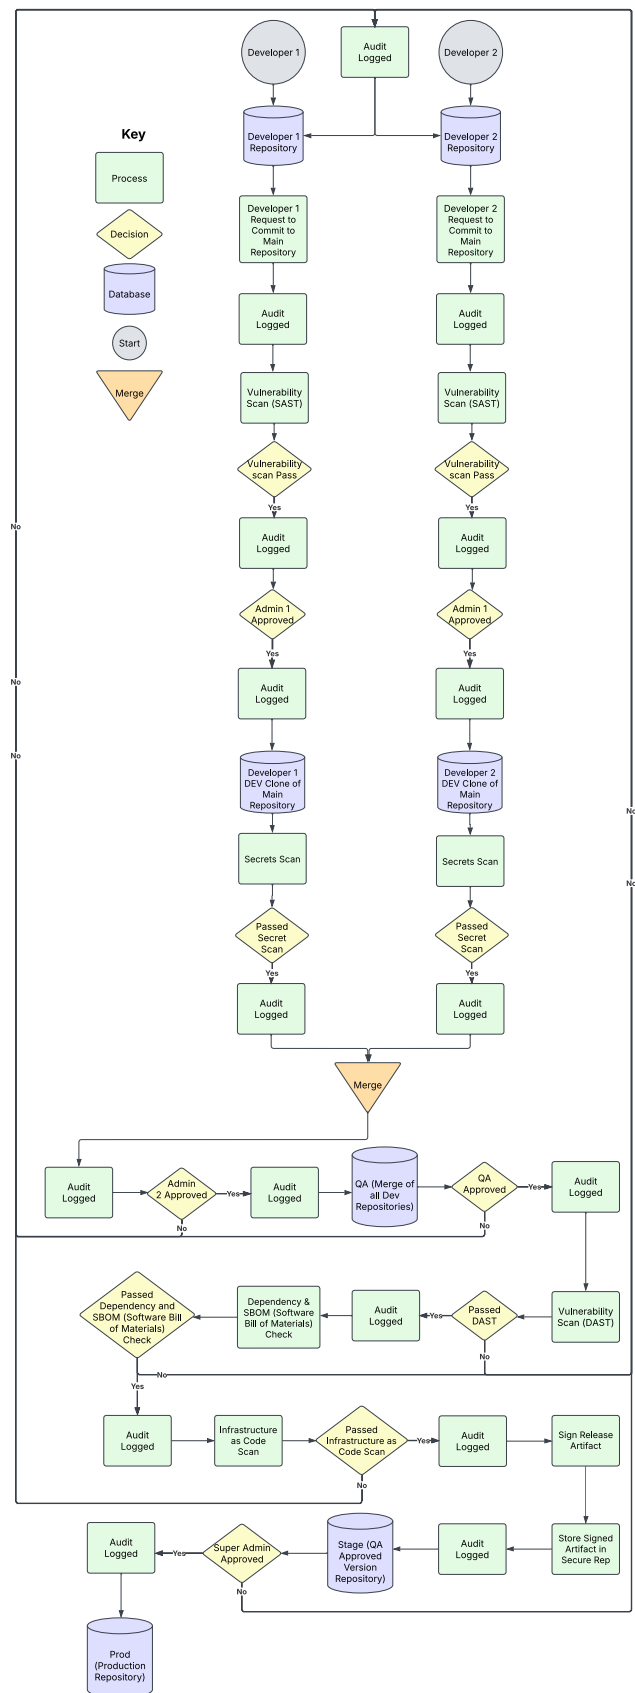 Developer 1
Audit
Logged
Developer 2
Developer 1
Repository
Developer 2
Repository
Key
Process
Decision
Database
Start
Merge
Developer 1
Request to
Commit to
Main
Repository
Developer 2
Request to
Commit to
Main
Repository
Audit
Logged
Audit
Logged
Vulnerability
Scan (SAST)
Vulnerability
Scan (SAST)
Vulnerability
scan Pass
Vulnerability
scan Pass
Yes
Yes
No
Audit
Logged
Audit
Logged
Admin 1
Approved
Admin 1
Approved
Yes
Yes
No
Audit
Logged
Audit
Logged
No
Developer 1
DEV Clone of
Main
Repository
Developer 2
DEV Clone of
Main
Repository
No
Secrets Scan
Secrets Scan
No
Passed
Secret
Scan
Passed
Secret
Scan
Yes
Yes
Audit
Logged
Audit
Logged
Merge
Audit
Logged
Admin
2 Approved
Yes
Audit
Logged
QA (Merge of
all Dev
Repositories)
QA
Approved
Yes
Audit
Logged
No
No
Passed
Dependency and
SBOM (Software Bill
of Materials)
Check
Dependency &
SBOM (Software
Bill of Materials)
Check
Audit
Logged
Yes
Passed
DAST
Vulnerability
Scan (DAST)
No
No
Yes
Audit
Logged
Infrastructure
as Code
Scan
Passed
Infrastructure as
Code Scan
Yes
Audit
Logged
Sign Release
Artifact
No
Audit
Logged
Yes
Super Admin
Approved
Stage (QA
Approved
Version
Repository)
Audit
Logged
Store Signed
Artifact in
Secure Rep
No
Prod
(Production
Repository)